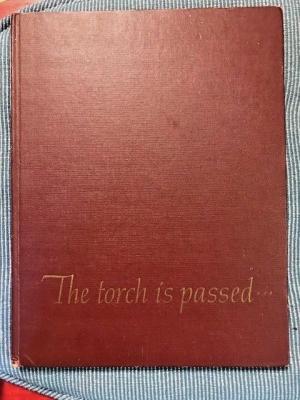 The torch is passed...